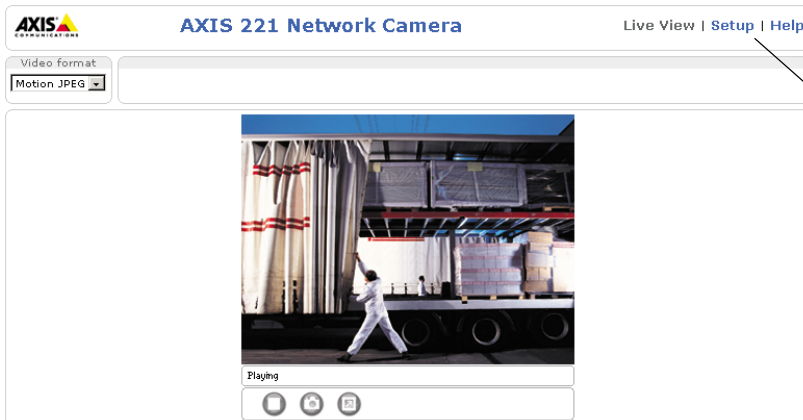 AXIS
COMMUNICATIONS
AXIS 221 Network Camera
Live View | Setup | Help
Video format
Motion JPEG
Playing